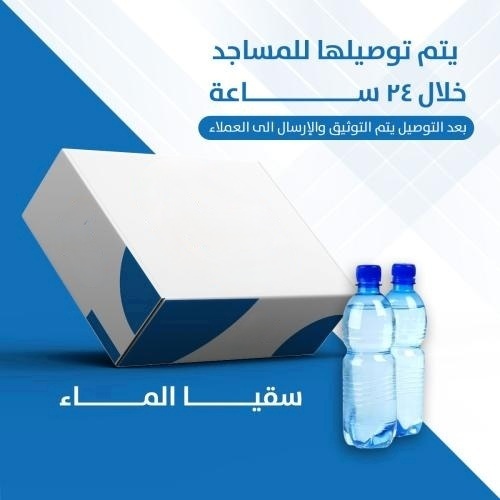 يتم توصيلها للمساجد
خلال ٢٤ ساعة
بعد التوصيل يتم التوثيق والإرسال الى العملاء
سقيا الماء